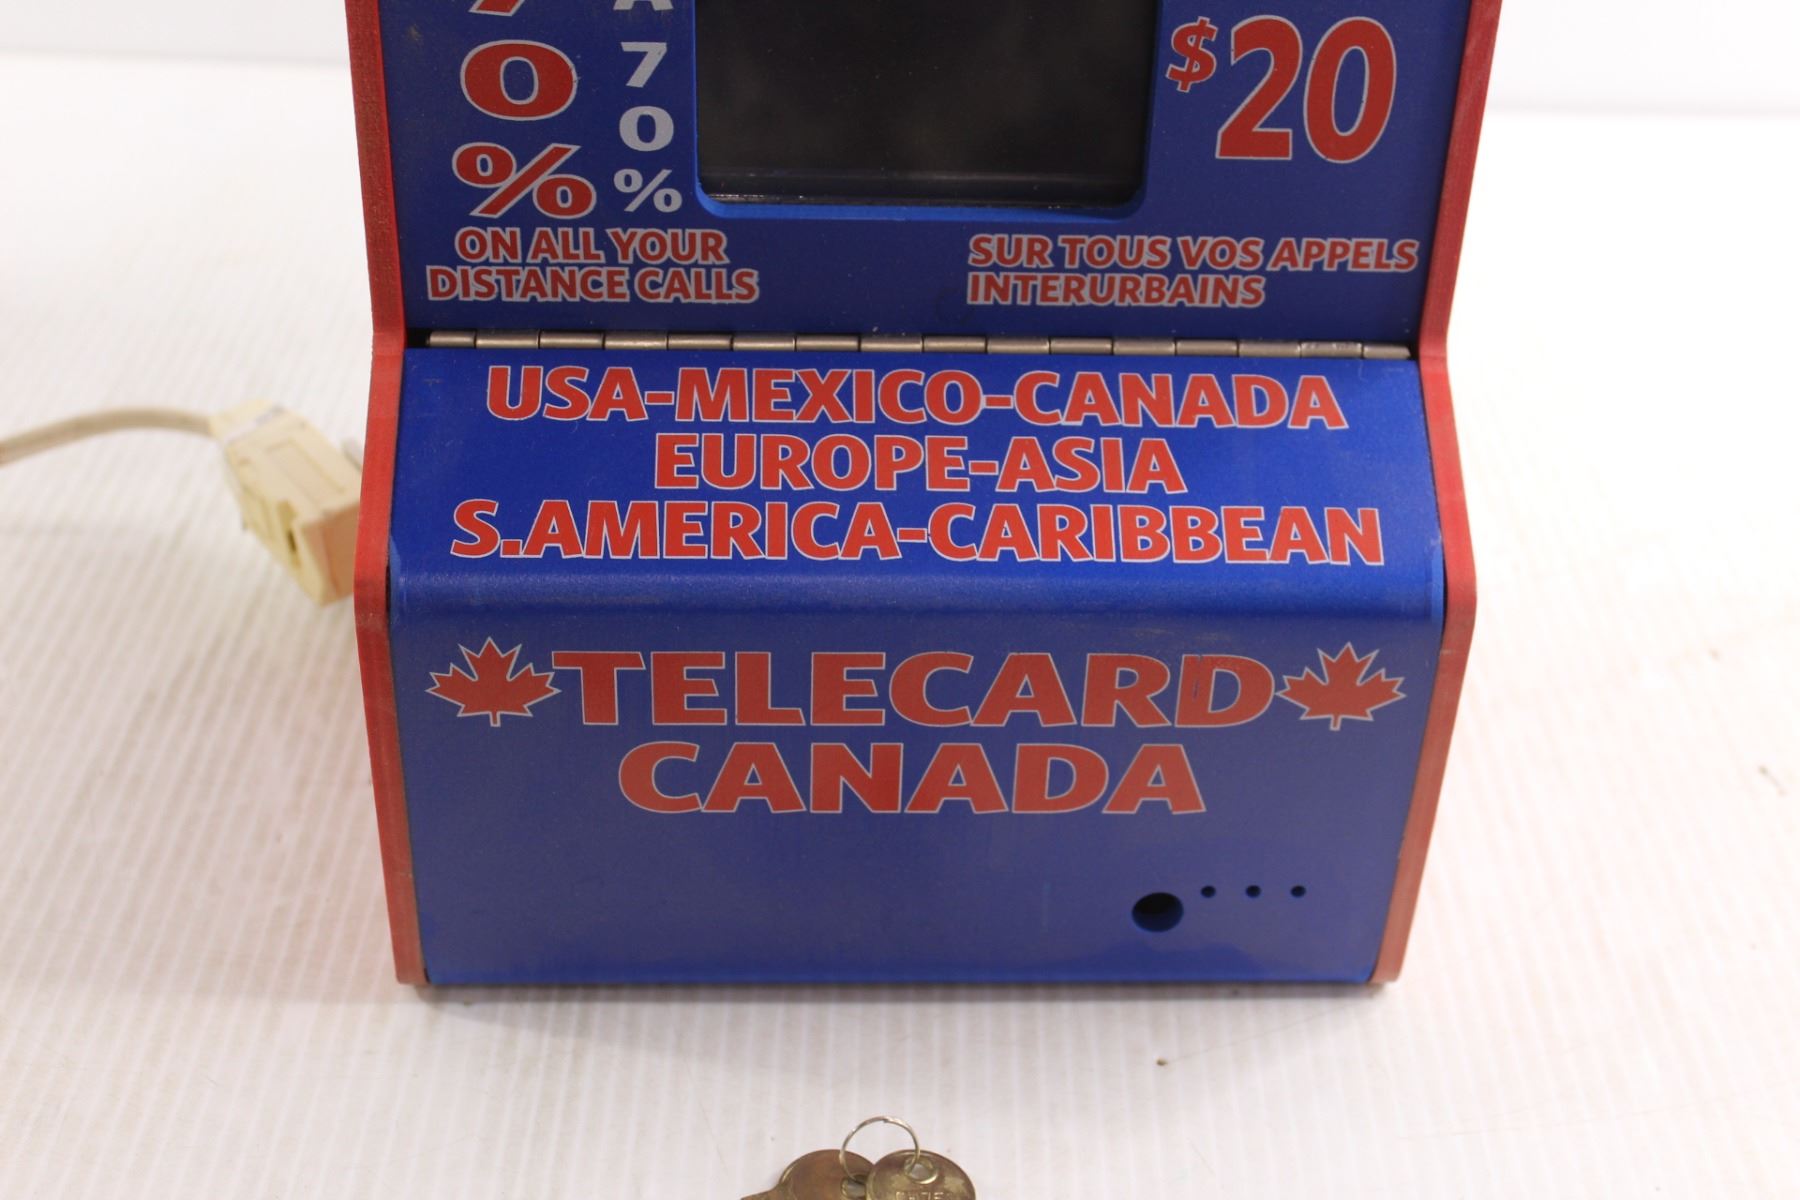 70%
À
70%
$20
ON ALL YOUR
DISTANCE CALLS
SUR TOUS VOS APPELS
INTERURBAINS
USA-MEXICO-CANADA
EUROPE-ASIA
S.AMERICA-CARIBBEAN
TELECARD
CANADA